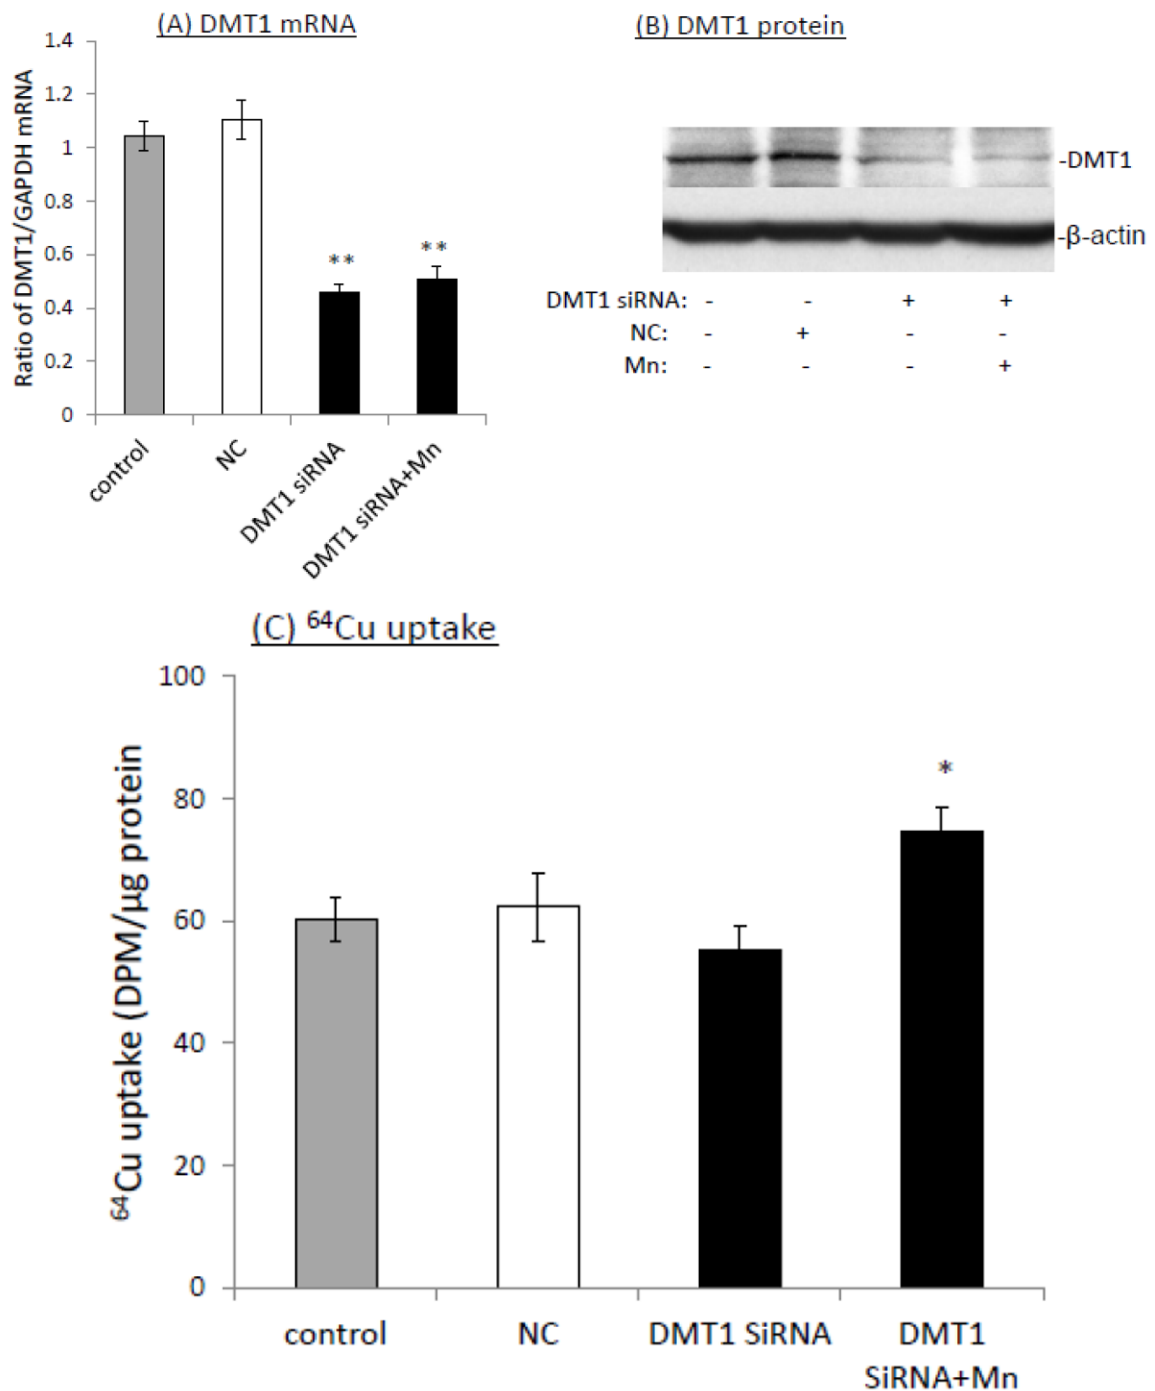 (A) DMT1 mRNA
Ratio of DMT1/GAPDH mRNA
1.4
1.2
1
0.8
0.6
0.4
0.2
0
**
**
control
NC
DMT1 siRNA
DMT1 siRNA+Mn
(B) DMT1 protein
-DMT1
-β-actin
DMT1 siRNA: - - + +
NC: - + - -
Mn: - - - +
(C) ⁶⁴Cu uptake
⁶⁴Cu uptake (DPM/µg protein
100
80
60
40
20
0
*
control
NC
DMT1 SiRNA
DMT1
SiRNA+Mn